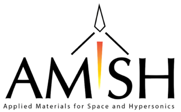 AMISH
Applied Materials for Space and Hypersonics